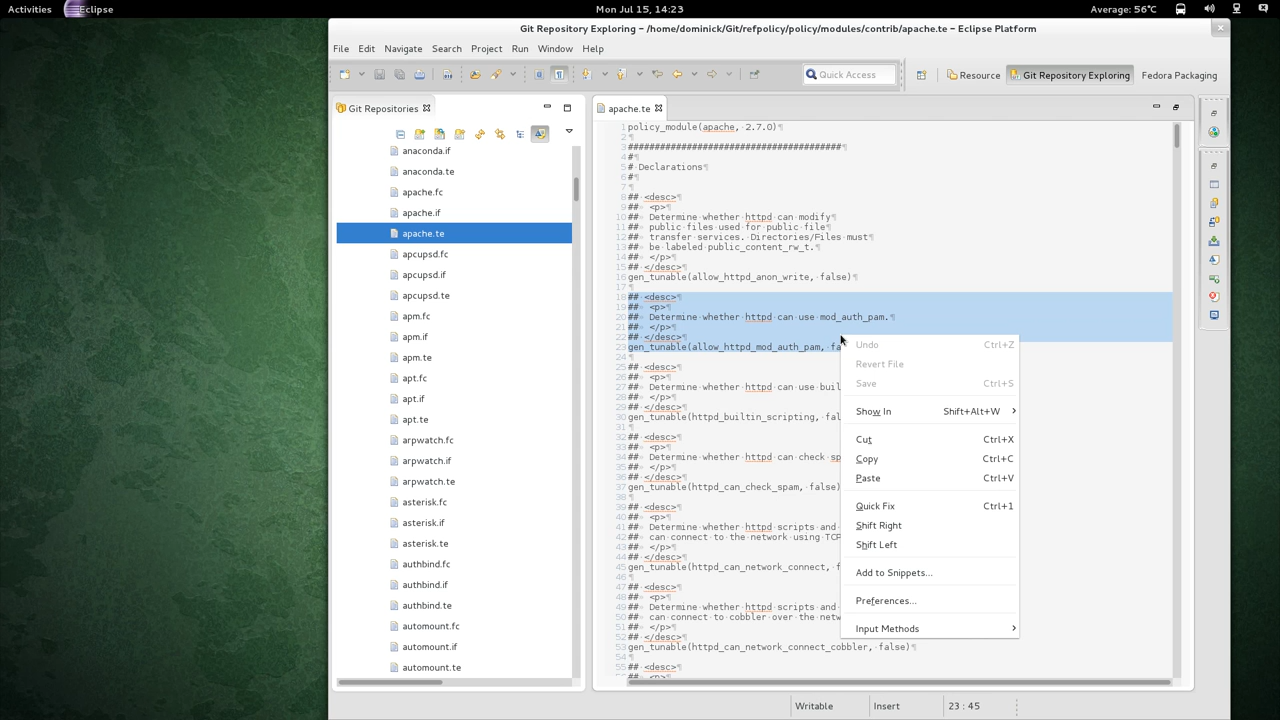 Activities
Eclipse
Mon Jul 15, 14:23
Average: 56℃
Git Repository Exploring – /home/dominick/Git/refpolicy/policy/modules/contrib/apache.te – Eclipse Platform
File Edit Navigate Search Project Run Window Help
Quick Access
Resource
Git Repository Exploring
Fedora Packaging
Git Repositories
anaconda.if
anaconda.te
apache.fc
apache.if
apache.te
apcupsd.fc
apcupsd.if
apcupsd.te
apm.fc
apm.if
apm.te
apt.fc
apt.if
apt.te
arpwatch.fc
arpwatch.if
arpwatch.te
asterisk.fc
asterisk.if
asterisk.te
authbind.fc
authbind.if
authbind.te
automount.fc
automount.if
automount.te
apache.te
1 policy_module(apache, 2.7.0)¶
2 ¶
3 ########################################¶
4 #¶
5 # Declarations¶
6 #¶
7 ¶
8 ## <desc>¶
9 ## <p>¶
10 ## Determine whether httpd can modify¶
11 ## public files used for public file¶
12 ## transfer services. Directories/Files must¶
13 ## be labeled public_content_rw_t.¶
14 ## </p>¶
15 ## </desc>¶
16 gen_tunable(allow_httpd_anon_write, false)¶
17 ¶
18 ## <desc>¶
19 ## <p>¶
20 ## Determine whether httpd can use mod_auth_pam.¶
21 ## </p>¶
22 ## </desc>¶
23 gen_tunable(allow_httpd_mod_auth_pam, fa
24 ¶
25 ## <desc>¶
26 ## <p>¶
27 ## Determine whether httpd can use buil
28 ## </p>¶
29 ## </desc>¶
30 gen_tunable(httpd_builtin_scripting, fal
31 ¶
32 ## <desc>¶
33 ## <p>¶
34 ## Determine whether httpd can check sp
35 ## </p>¶
36 ## </desc>¶
37 gen_tunable(httpd_can_check_spam, false)
38 ¶
39 ## <desc>¶
40 ## <p>¶
41 ## Determine whether httpd scripts and
42 ## can connect to the network using TCP
43 ## </p>¶
44 ## </desc>¶
45 gen_tunable(httpd_can_network_connect, f
46 ¶
47 ## <desc>¶
48 ## <p>¶
49 ## Determine whether httpd scripts and
50 ## can connect to cobbler over the netw
51 ## </p>¶
52 ## </desc>¶
53 gen_tunable(httpd_can_network_connect_cobbler, false)¶
54 ¶
55 ## <desc>¶
## <p>¶
Undo Ctrl+Z
Revert File
Save Ctrl+S
Show In Shift+Alt+W
Cut Ctrl+X
Copy Ctrl+C
Paste Ctrl+V
Quick Fix Ctrl+1
Shift Right
Shift Left
Add to Snippets...
Preferences...
Input Methods
Writable
Insert
23 : 45